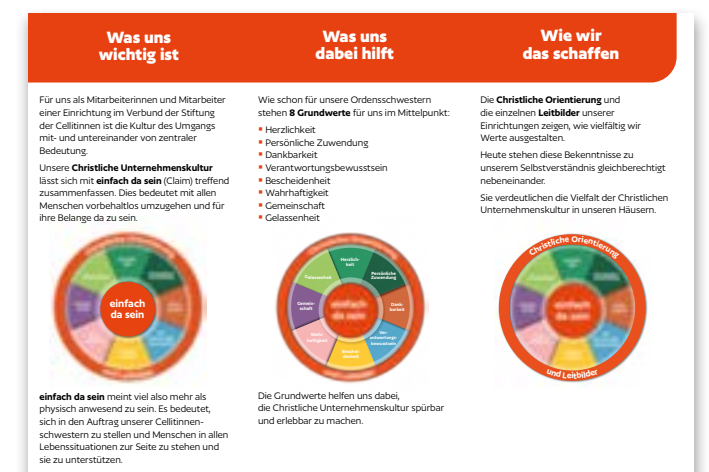 Was uns
wichtig ist
Für uns als Mitarbeiterinnen und Mitarbeiter
einer Einrichtung im Verbund der Stiftung
der Cellitinnen ist die Kultur des Umgangs
mit- und untereinander von zentraler
Bedeutung.
Unsere Christliche Unternehmenskultur
lässt sich mit einfach da sein (Claim) treffend
zusammenfassen. Dies bedeutet mit allen
Menschen vorbehaltlos umzugehen und für
ihre Belange da zu sein.
einfach
da sein
einfach da sein meint viel also mehr als
physisch anwesend zu sein. Es bedeutet,
sich in den Auftrag unserer Cellitinnen-
schwestern zu stellen und Menschen in allen
Lebenssituationen zur Seite zu stehen und
sie zu unterstützen.
Was uns
dabei hilft
Wie schon für unsere Ordensschwestern
stehen 8 Grundwerte für uns im Mittelpunkt:
Herzlichkeit
Persönliche Zuwendung
Dankbarkeit
Verantwortungsbewusstsein
Bescheidenheit
Wahrhaftigkeit
Gemeinschaft
Gelassenheit
Herzlich-
keit
Persönliche
Zuwendung
Dank-
barkeit
Ver-
antwortungs-
bewusstsein
Beschei-
denheit
Wahr-
haftigkeit
Gemein-
schaft
Gelassenheit
einfach
da sein
Die Grundwerte helfen uns dabei,
die Christliche Unternehmenskultur spürbar
und erlebbar zu machen.
Wie wir
das schaffen
Die Christliche Orientierung und
die einzelnen Leitbilder unserer
Einrichtungen zeigen, wie vielfältig wir
Werte ausgestalten.
Heute stehen diese Bekenntnisse zu
unserem Selbstverständnis gleichberechtigt
nebeneinander.
Sie verdeutlichen die Vielfalt der Christlichen
Unternehmenskultur in unseren Häusern.
Christliche Orientierung
einfach
da sein
und Leitbilder